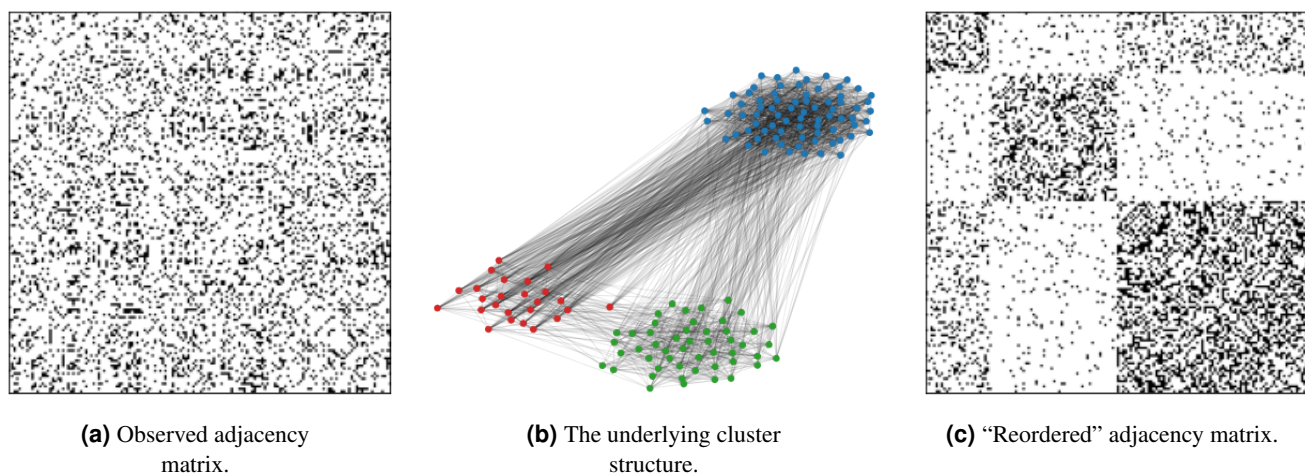 (a) Observed adjacency
matrix.
(b) The underlying cluster
structure.
(c) “Reordered” adjacency matrix.